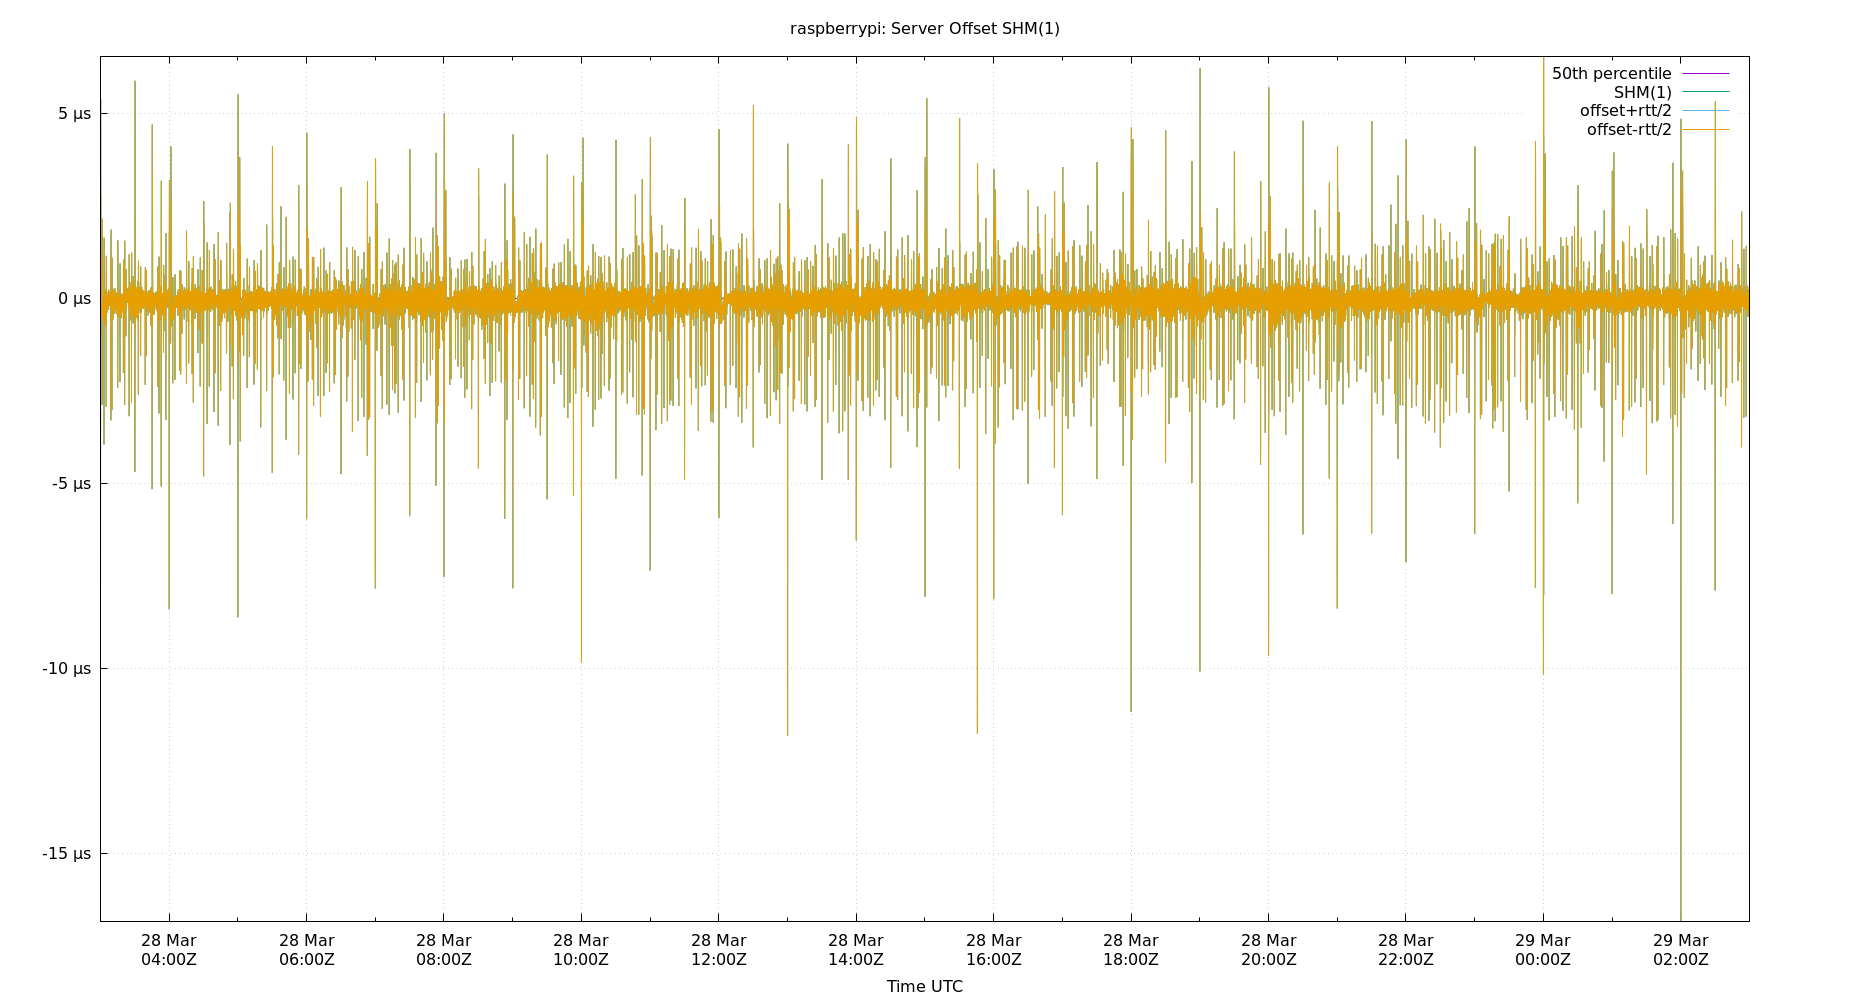 raspberrypi: Server Offset SHM(1)
50th percentile
SHM(1)
offset+rtt/2
offset-rtt/2
5 µs
0 µs
-5 µs
-10 µs
-15 µs
28 Mar 28 Mar 28 Mar 28 Mar 28 Mar 28 Mar 28 Mar 28 Mar 28 Mar 28 Mar 29 Mar 29 Mar
04:00Z 06:00Z 08:00Z 10:00Z 12:00Z 14:00Z 16:00Z 18:00Z 20:00Z 22:00Z 00:00Z 02:00Z
Time UTC